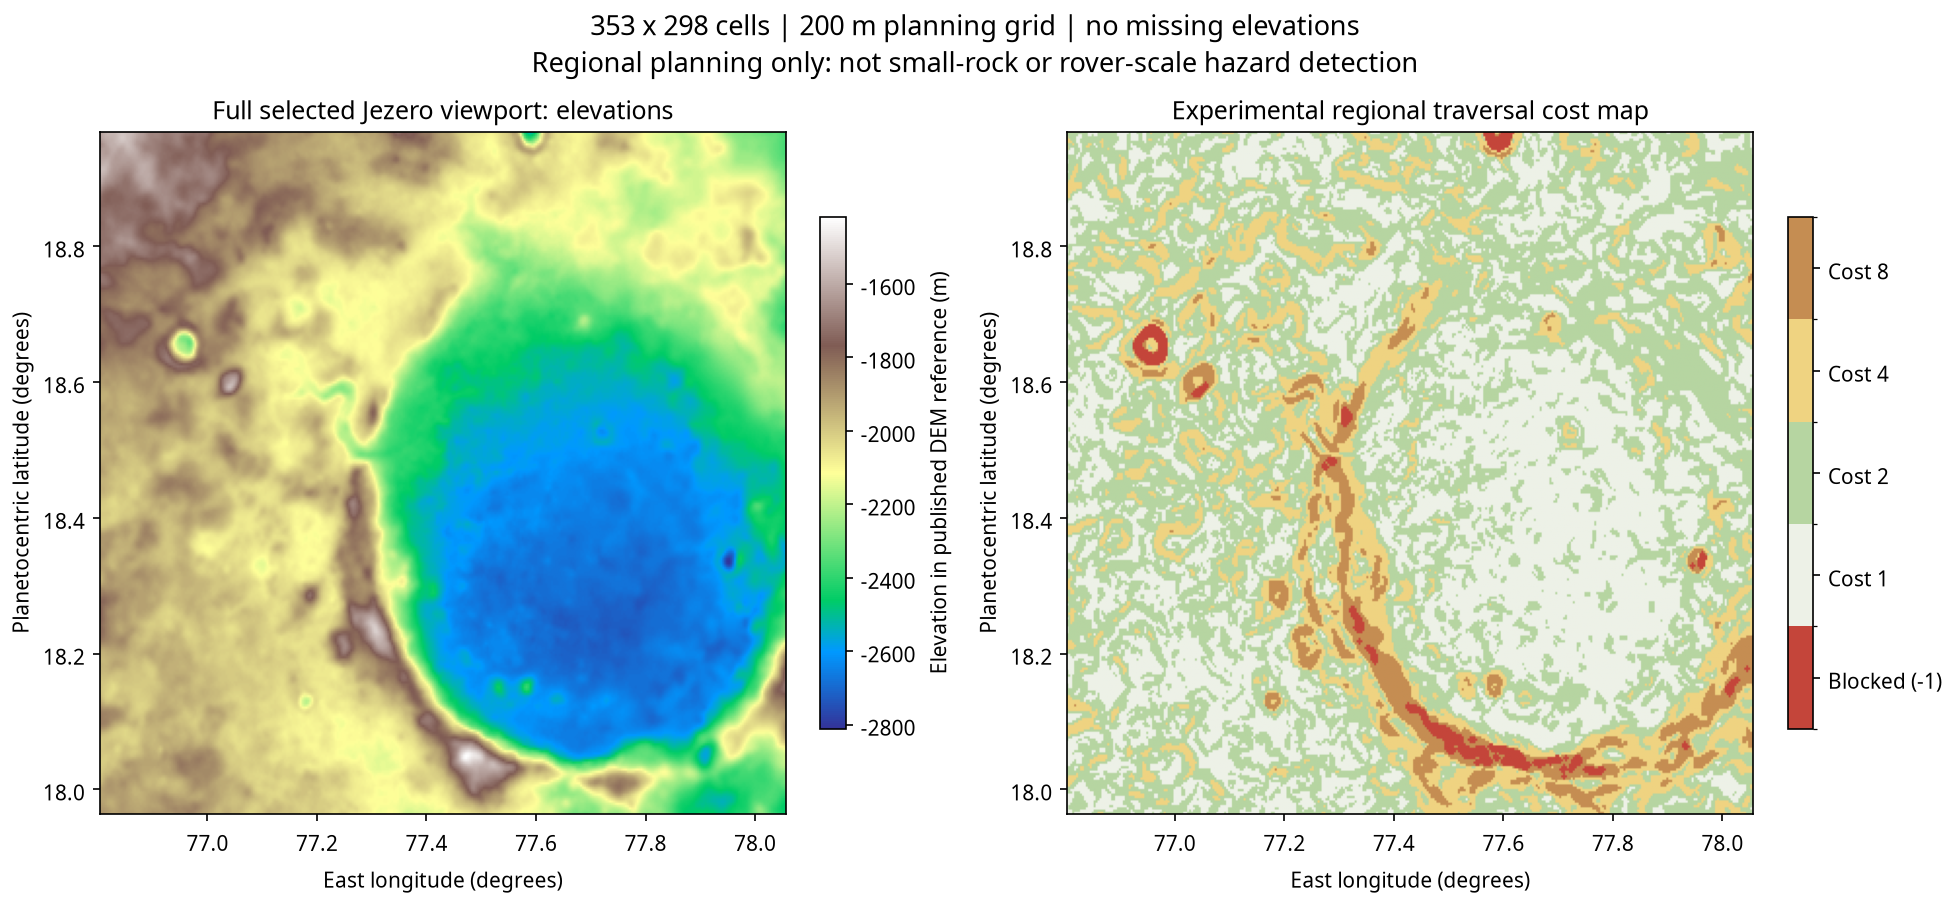 353 x 298 cells | 200 m planning grid | no missing elevations
Regional planning only: not small-rock or rover-scale hazard detection
Full selected Jezero viewport: elevations
Planetocentric latitude (degrees)
18.8
18.6
18.4
18.2
18.0
77.0
77.2
77.4
77.6
77.8
78.0
East longitude (degrees)
-1600
-1800
-2000
-2200
-2400
-2600
-2800
Elevation in published DEM reference (m)
Experimental regional traversal cost map
Planetocentric latitude (degrees)
18.8
18.6
18.4
18.2
18.0
77.0
77.2
77.4
77.6
77.8
78.0
East longitude (degrees)
Cost 8
Cost 4
Cost 2
Cost 1
Blocked (-1)